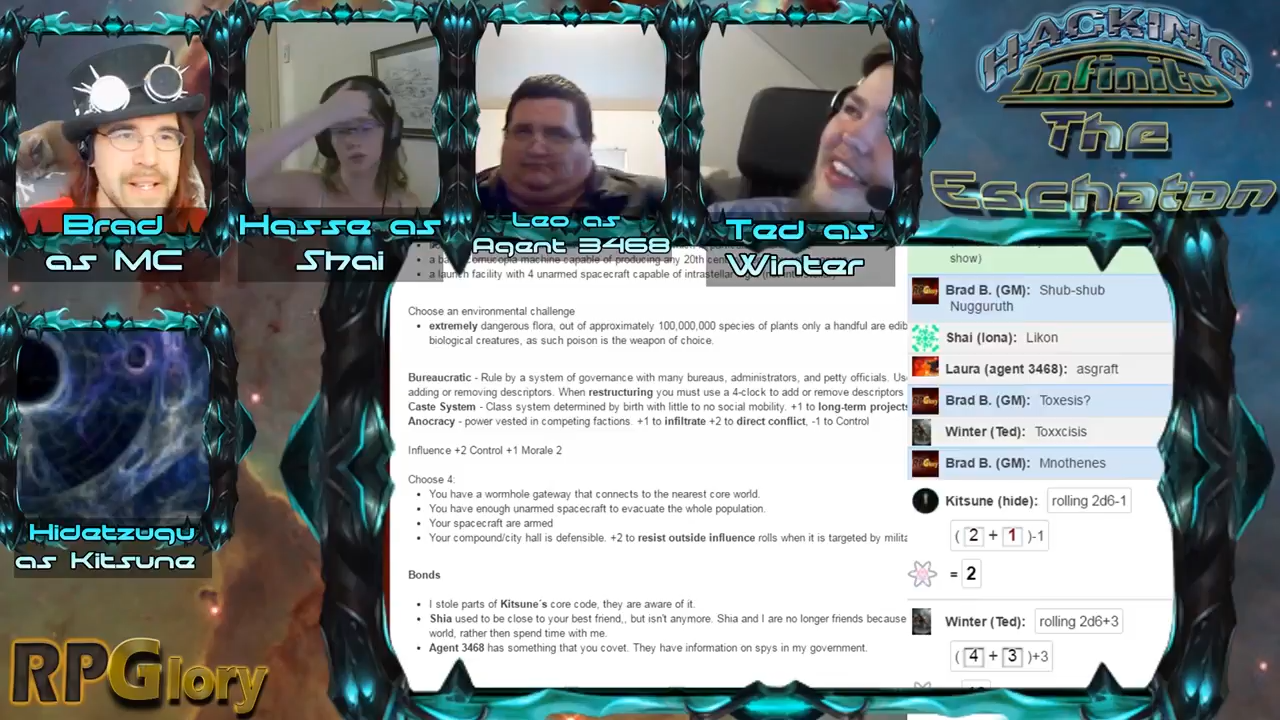 HACKING
Infinity
The
Eschaton
Brad
as MC
Hasse as
Shai
Leo as
Agent 3468
Ted as
Winter
Hidetzugu
as Kitsune
RPGlory
a launch facility with 4 unarmed spacecraft capable of
Choose an environmental challenge
• extremely dangerous flora, out of approximately 100,000,000 species of plants only a handful are edib
biological creatures, as such poison is the weapon of choice.
Bureaucratic - Rule by a system of governance with many bureaus, administrators, and petty officials. Us
adding or removing descriptors. When restructuring you must use a 4-clock to add or remove descriptors
Caste System - Class system determined by birth with little to no social mobility. +1 to long-term projects
Anocracy - power vested in competing factions. +1 to infiltrate +2 to direct conflict, -1 to Control
Influence +2 Control +1 Morale 2
Choose 4:
• You have a wormhole gateway that connects to the nearest core world.
• You have enough unarmed spacecraft to evacuate the whole population.
• Your spacecraft are armed
• Your compound/city hall is defensible. +2 to resist outside influence rolls when it is targeted by milita
Bonds
• I stole parts of Kitsune´s core code, they are aware of it.
• Shia used to be close to your best friend,, but isn't anymore. Shia and I are no longer friends because
world, rather then spend time with me.
• Agent 3468 has something that you covet. They have information on spys in my government.
show)
Brad B. (GM): Shub-shub
Nugguruth
Shai (Iona): Likon
Laura (agent 3468): asgraft
Brad B. (GM): Toxesis?
Winter (Ted): Toxxcisis
Brad B. (GM): Mnothenes
Kitsune (hide): rolling 2d6-1
( 2 + 1 )-1
= 2
Winter (Ted): rolling 2d6+3
( 4 + 3 )+3